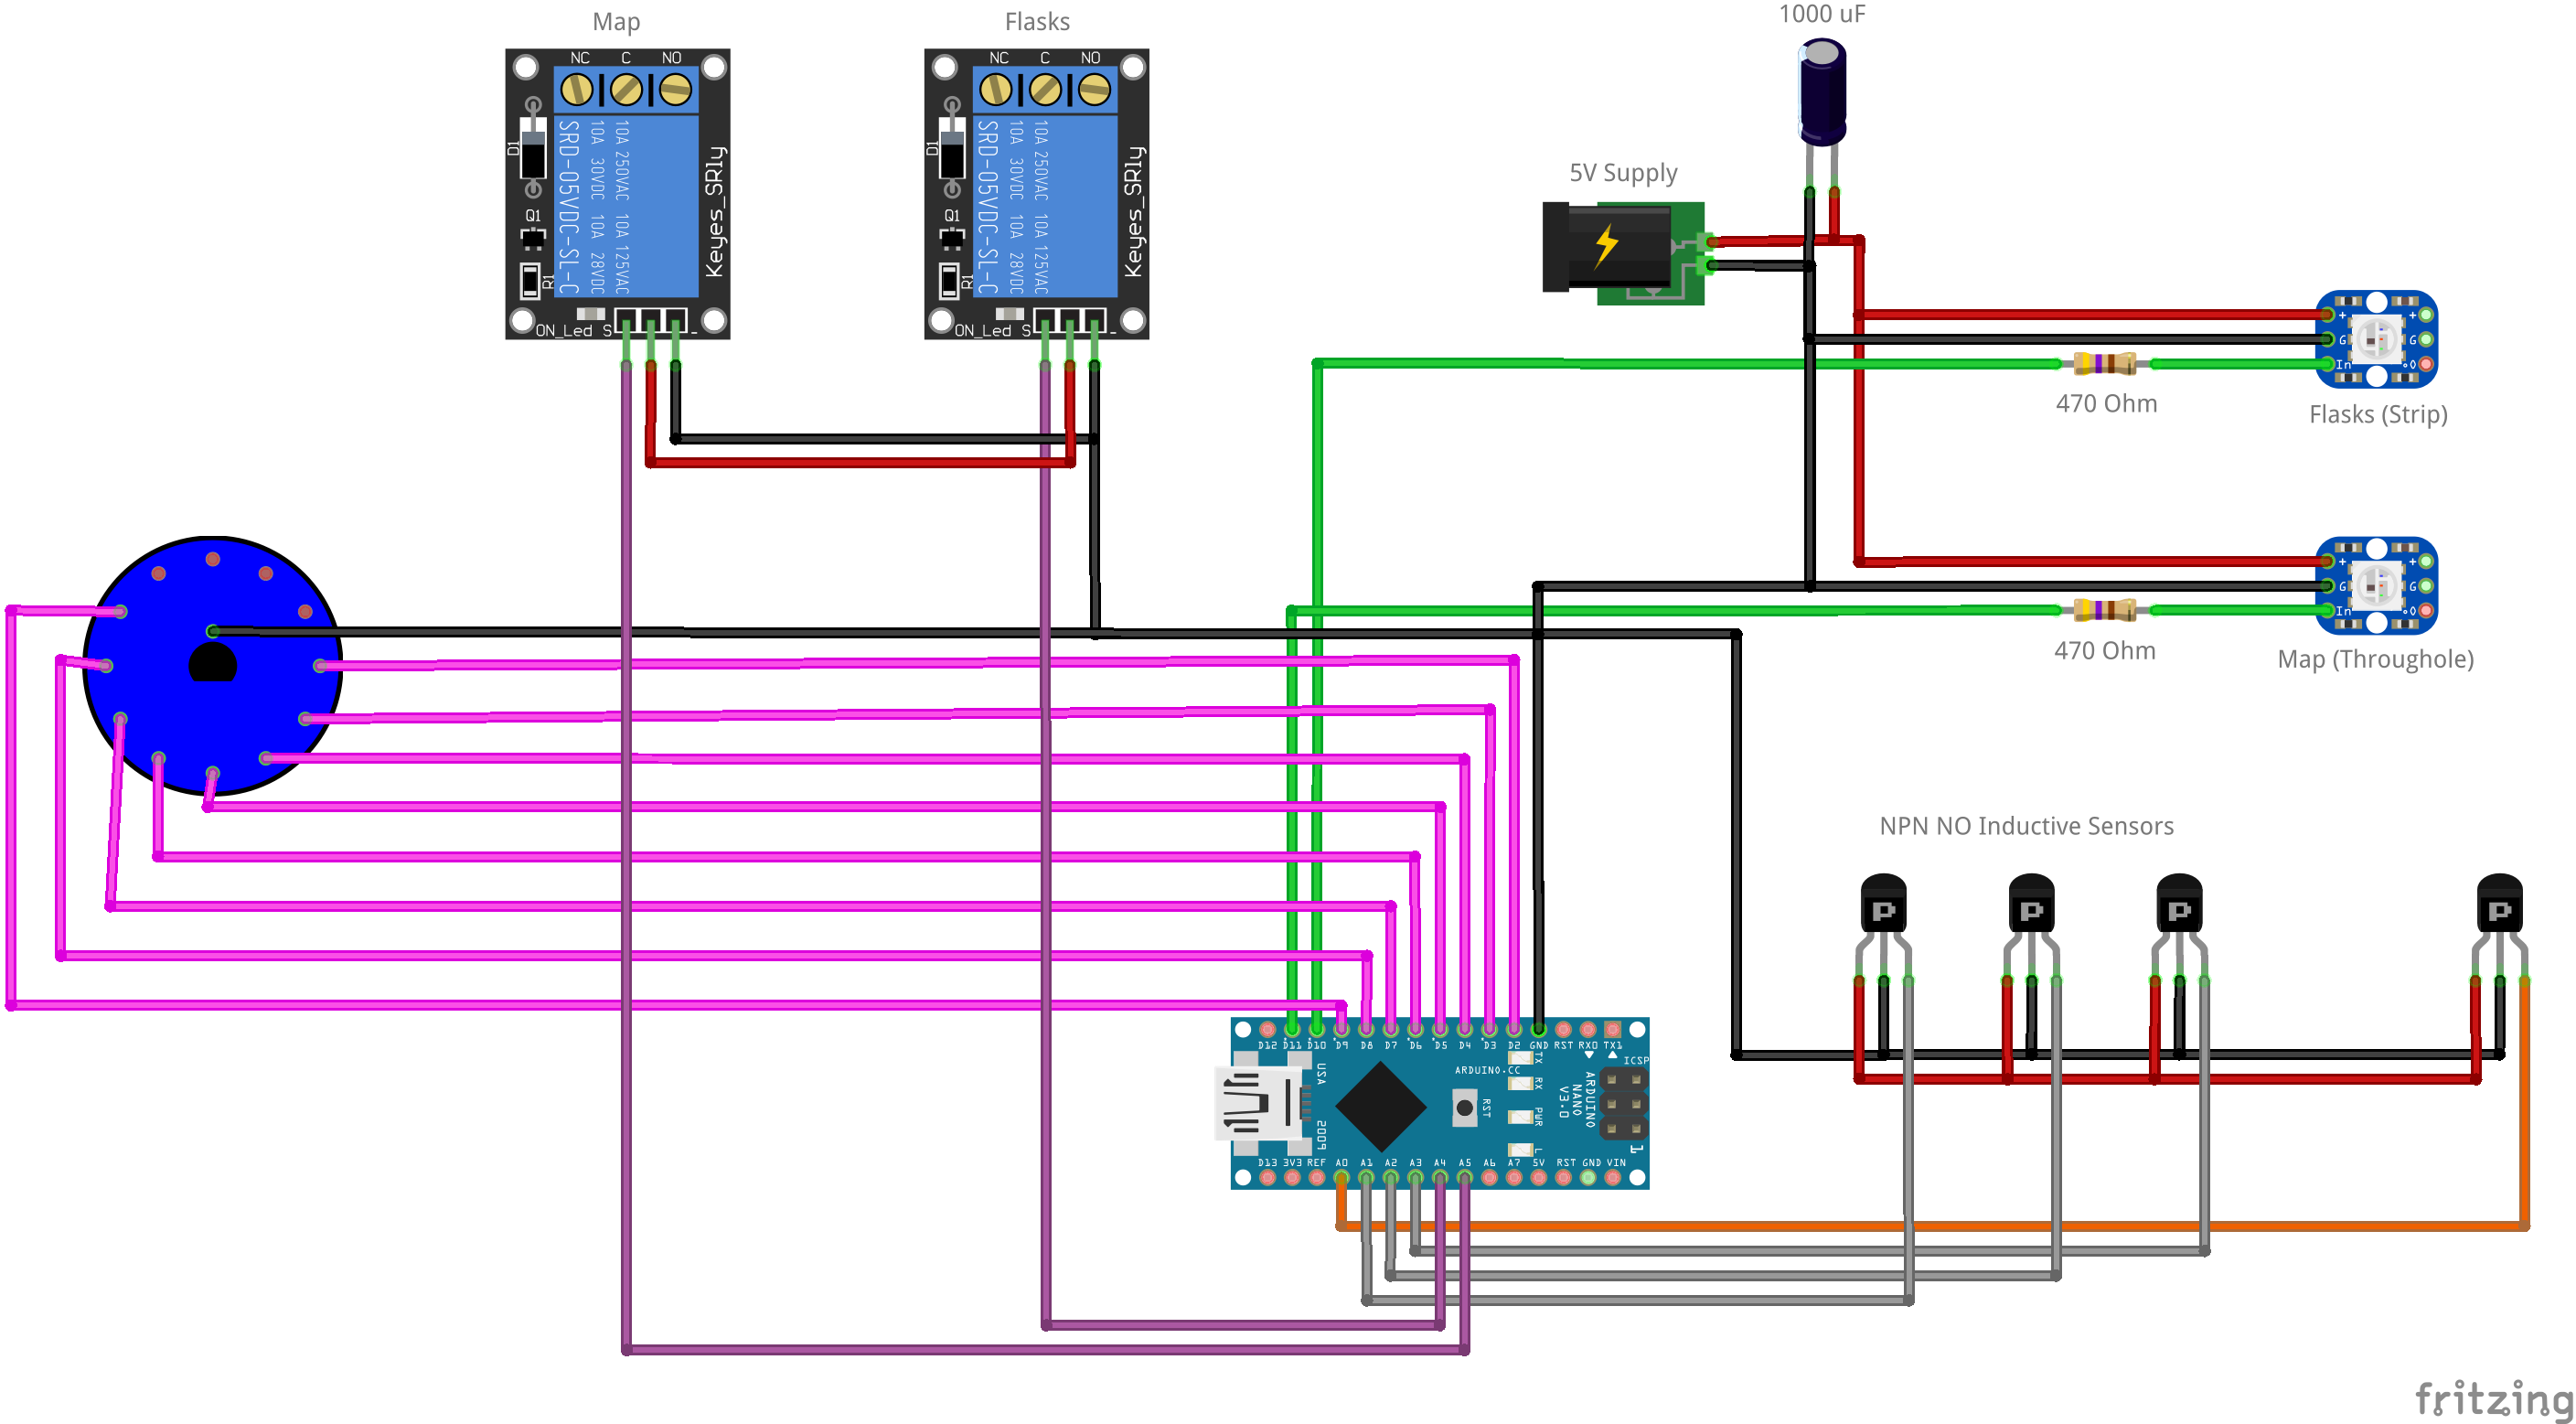 Map
Flasks
1000 uF
NC C NO
NC C NO
D1
SRD-05VDC-SL-C
10A 30VDC 10A 28VDC
10A 250VAC 10A 125VAC
Keyes_SRly
Q1
R1
ON_Led S
-
D1
SRD-05VDC-SL-C
10A 30VDC 10A 28VDC
10A 250VAC 10A 125VAC
Keyes_SRly
Q1
R1
ON_Led S
-
5V Supply
+ +
G G
In O
470 Ohm
Flasks (Strip)
+ +
G G
In O
470 Ohm
Map (Throughole)
NPN NO Inductive Sensors
P P P P
D12 D11 D10 D9 D8 D7 D6 D5 D4 D3 D2 GND RST RX0 TX1
USA
TX
ICSP
ARDUINO.CC
RX
ARDUINO
NANO
V3.0
RST
PWR
2009
L
1
D13 3V3 REF A0 A1 A2 A3 A4 A5 A6 A7 5V RST GND VIN
fritzing